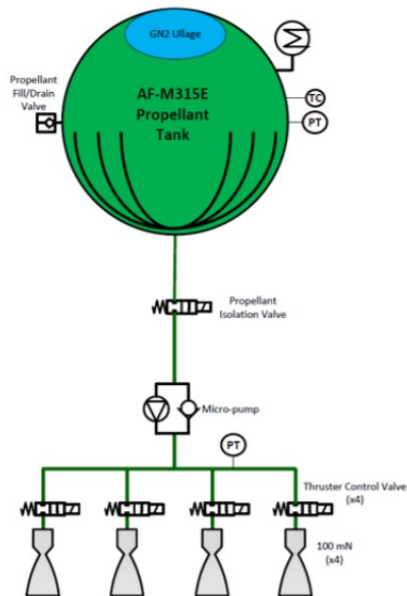 GN2 Ullage
Propellant
Fill/Drain
Valve
AF-M315E
Propellant
Tank
TC
PT
Propellant
Isolation Valve
Micro-pump
PT
Thruster Control Valve
(x4)
100 mN
(x4)